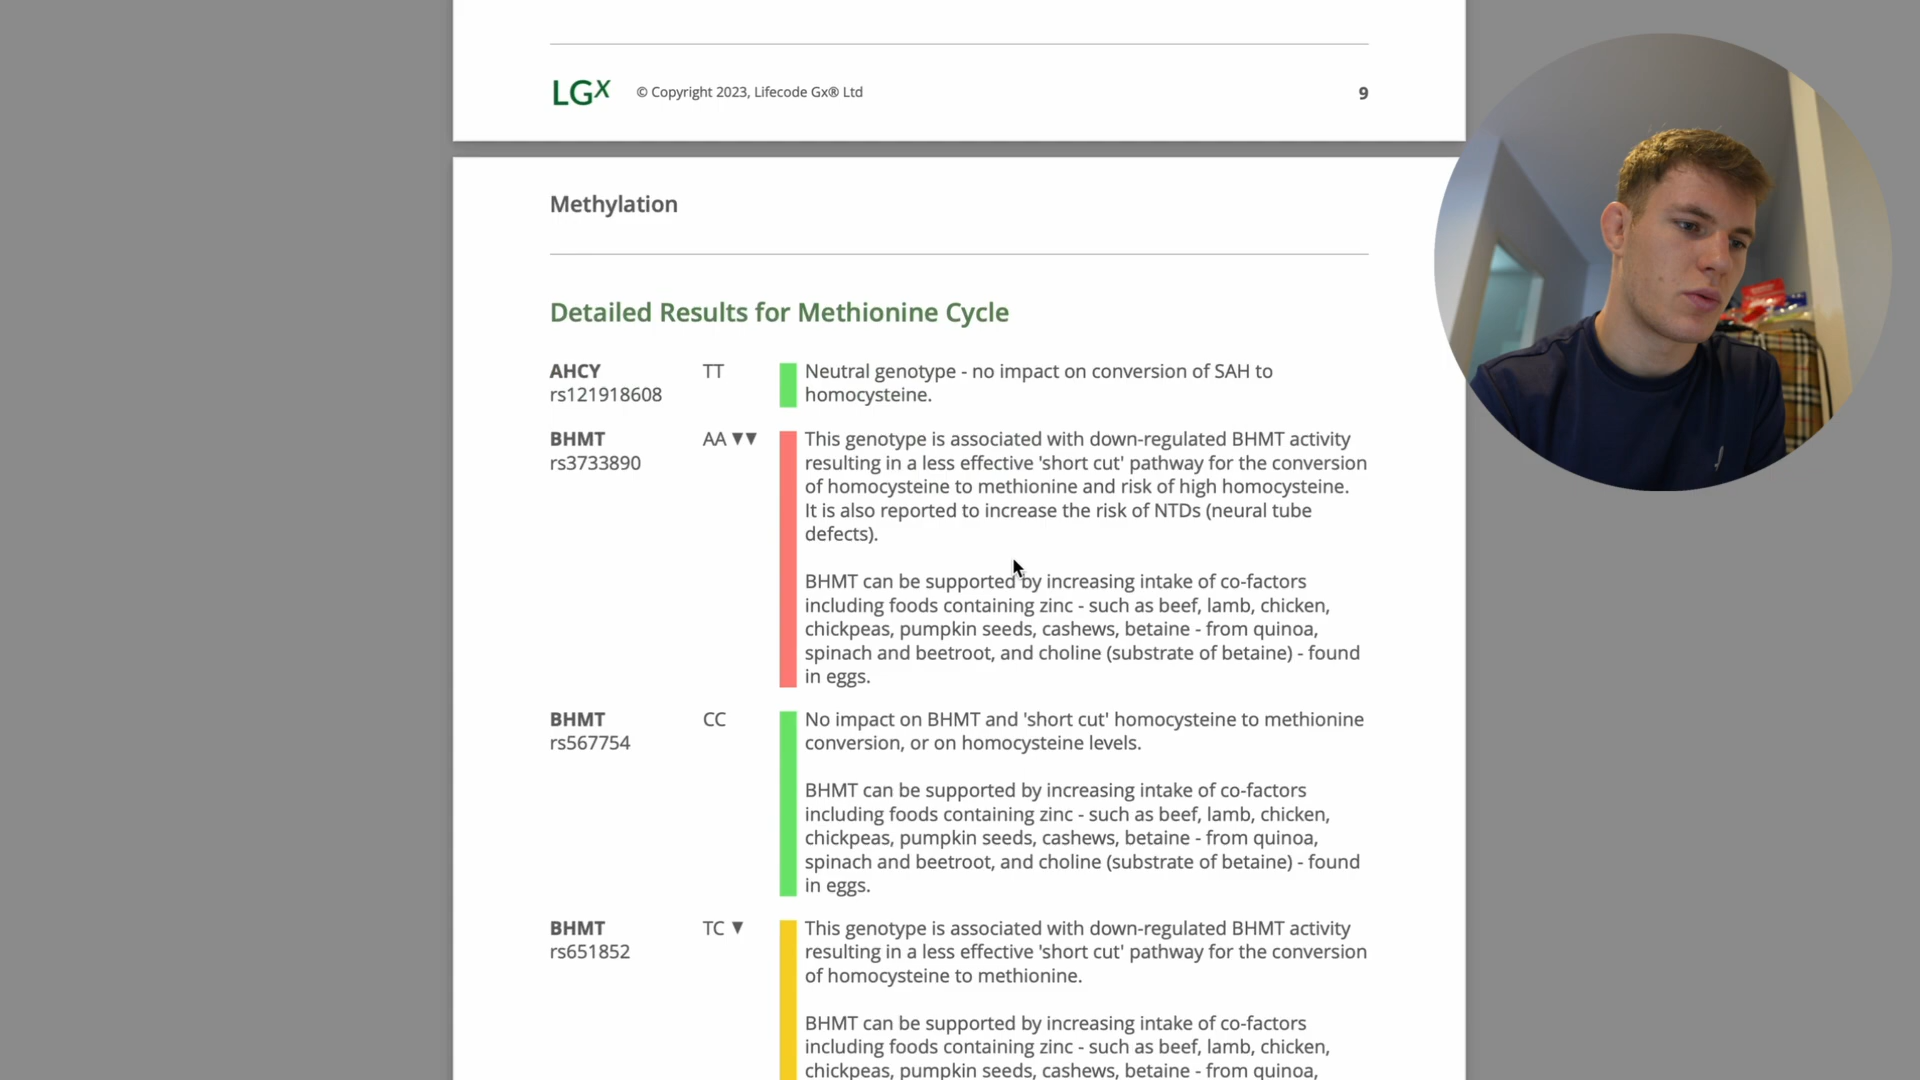 LGX © Copyright 2023, Lifecode Gx® Ltd 9
Methylation
Detailed Results for Methionine Cycle
AHCY TT Neutral genotype - no impact on conversion of SAH to
rs121918608 homocysteine.
BHMT AA ▼▼ This genotype is associated with down-regulated BHMT activity
rs3733890 resulting in a less effective 'short cut' pathway for the conversion
of homocysteine to methionine and risk of high homocysteine.
It is also reported to increase the risk of NTDs (neural tube
defects).
BHMT can be supported by increasing intake of co-factors
including foods containing zinc - such as beef, lamb, chicken,
chickpeas, pumpkin seeds, cashews, betaine - from quinoa,
spinach and beetroot, and choline (substrate of betaine) - found
in eggs.
BHMT CC No impact on BHMT and 'short cut' homocysteine to methionine
rs567754 conversion, or on homocysteine levels.
BHMT can be supported by increasing intake of co-factors
including foods containing zinc - such as beef, lamb, chicken,
chickpeas, pumpkin seeds, cashews, betaine - from quinoa,
spinach and beetroot, and choline (substrate of betaine) - found
in eggs.
BHMT TC ▼ This genotype is associated with down-regulated BHMT activity
rs651852 resulting in a less effective 'short cut' pathway for the conversion
of homocysteine to methionine.
BHMT can be supported by increasing intake of co-factors
including foods containing zinc - such as beef, lamb, chicken,
chickpeas, pumpkin seeds, cashews, betaine - from quinoa,